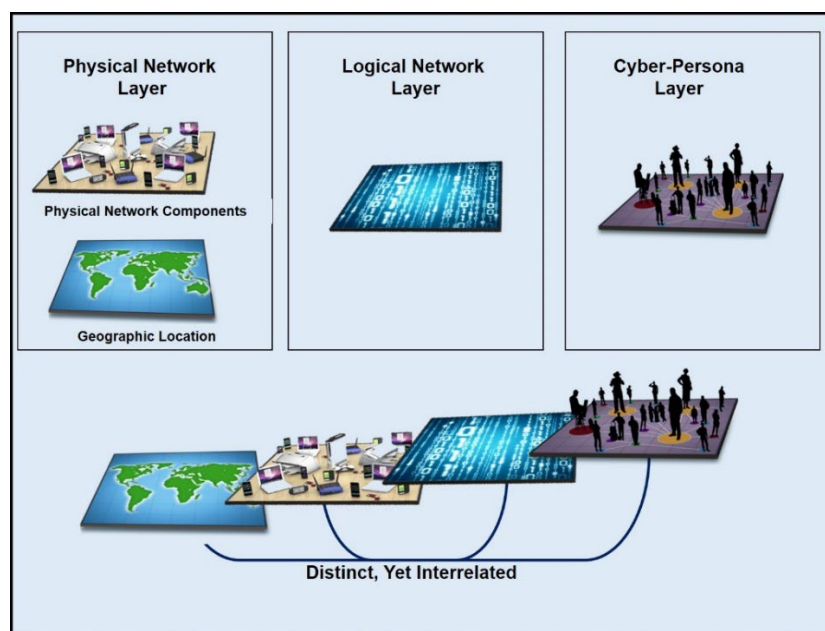 Physical Network
Layer
Physical Network Components
Geographic Location
Logical Network
Layer
Cyber-Persona
Layer
Distinct, Yet Interrelated